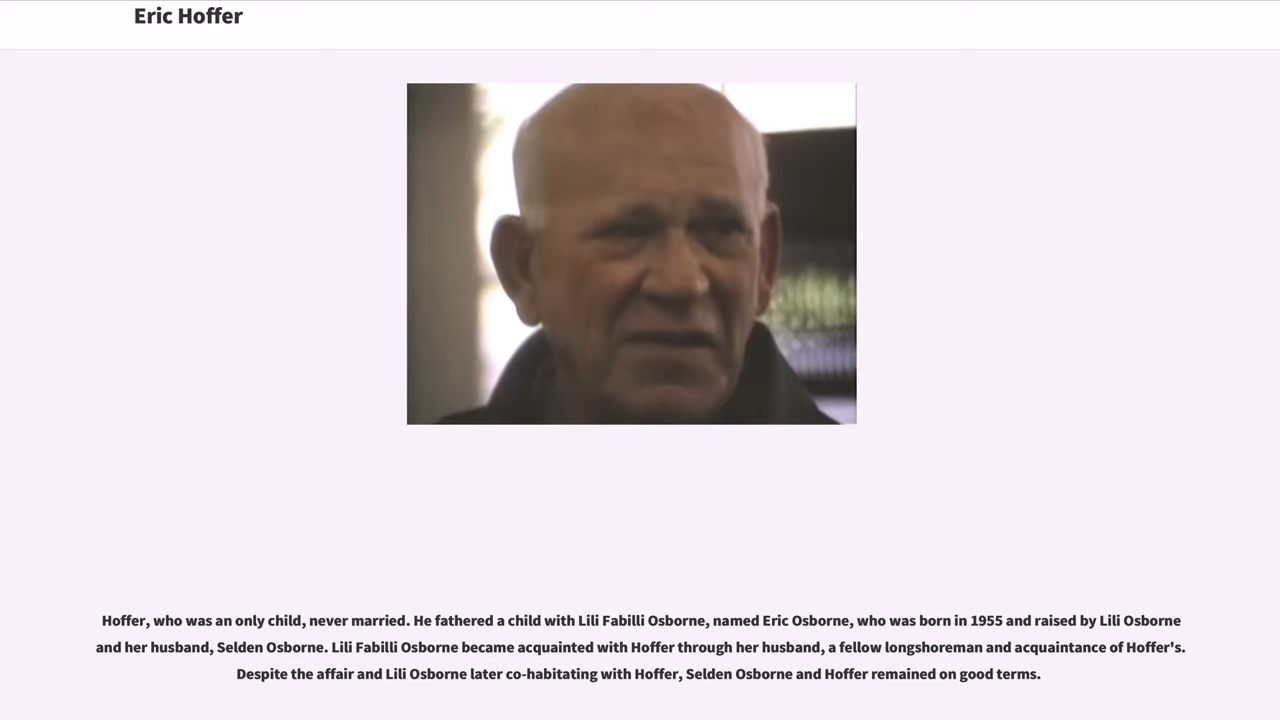 Eric Hoffer
Hoffer, who was an only child, never married. He fathered a child with Lili Fabilli Osborne, named Eric Osborne, who was born in 1955 and raised by Lili Osborne
and her husband, Selden Osborne. Lili Fabilli Osborne became acquainted with Hoffer through her husband, a fellow longshoreman and acquaintance of Hoffer's.
Despite the affair and Lili Osborne later co-habitating with Hoffer, Selden Osborne and Hoffer remained on good terms.